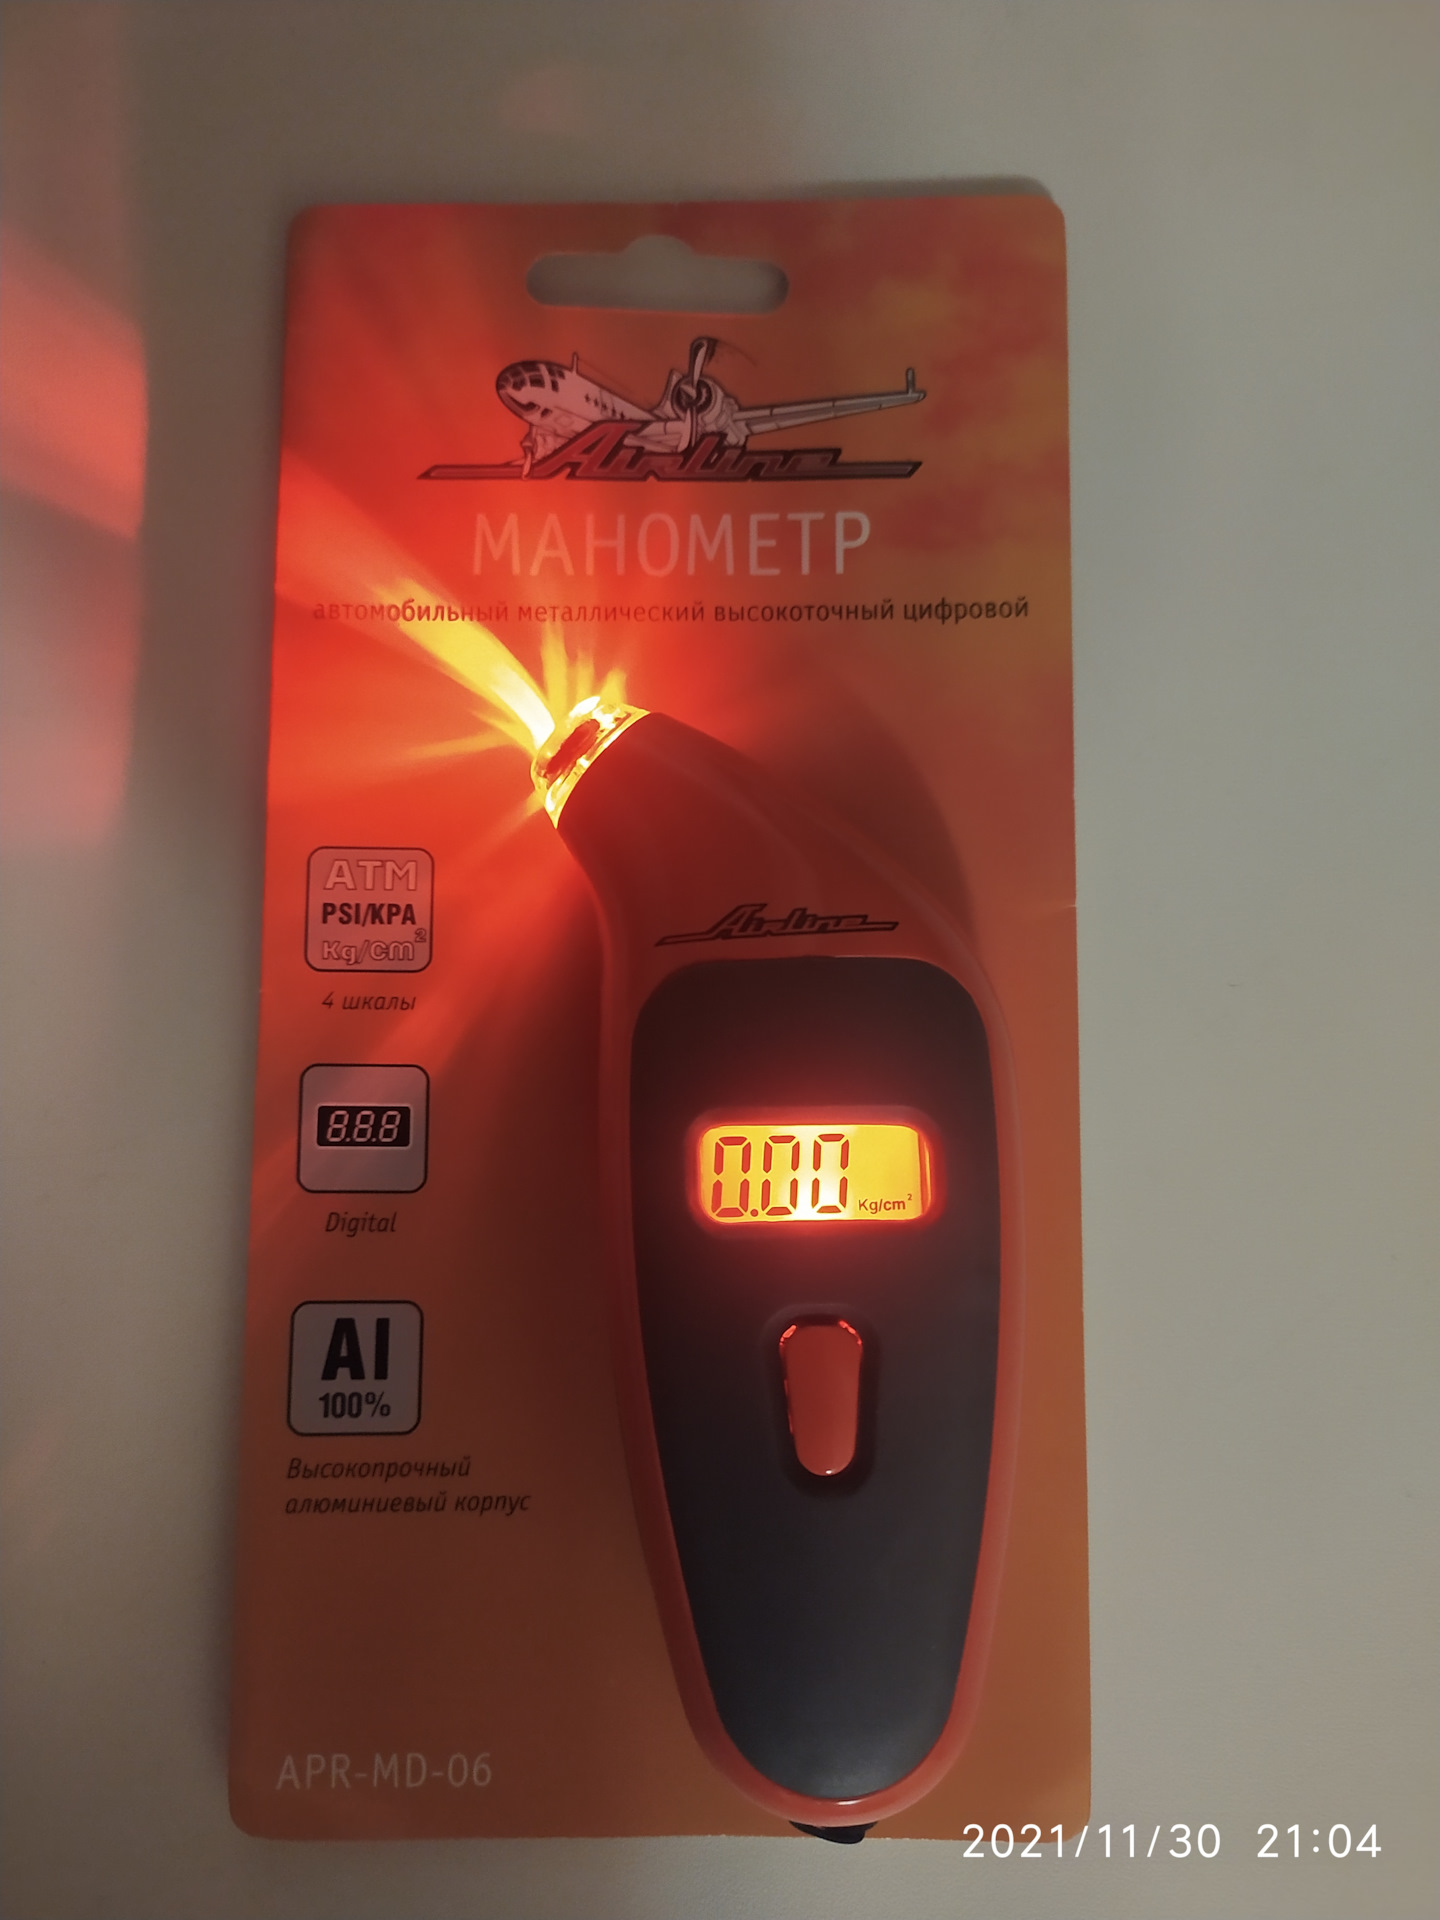 Airline
МАНОМЕТР
автомобильный металлический высокоточный цифровой
ATM
PSI/KPA
Kg/cm²
4 шкалы
8.8.8
Digital
Al
100%
Высокопрочный
алюминиевый корпус
APR-MD-06
Airline
0.00 Kg/cm²
2021/11/30 21:04